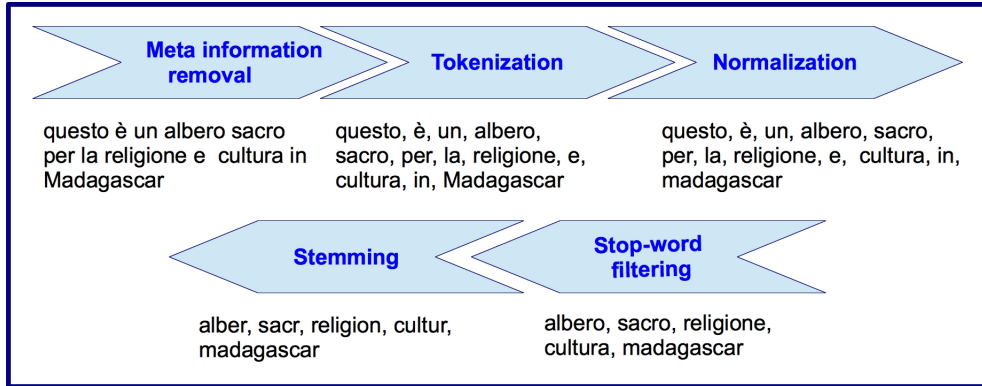 Meta information
removal
Tokenization
Normalization
questo è un albero sacro
per la religione e cultura in
Madagascar
questo, è, un, albero,
sacro, per, la, religione, e,
cultura, in, Madagascar
questo, è, un, albero, sacro,
per, la, religione, e, cultura, in,
madagascar
Stop-word
filtering
Stemming
albero, sacro, religione,
cultura, madagascar
alber, sacr, religion, cultur,
madagascar